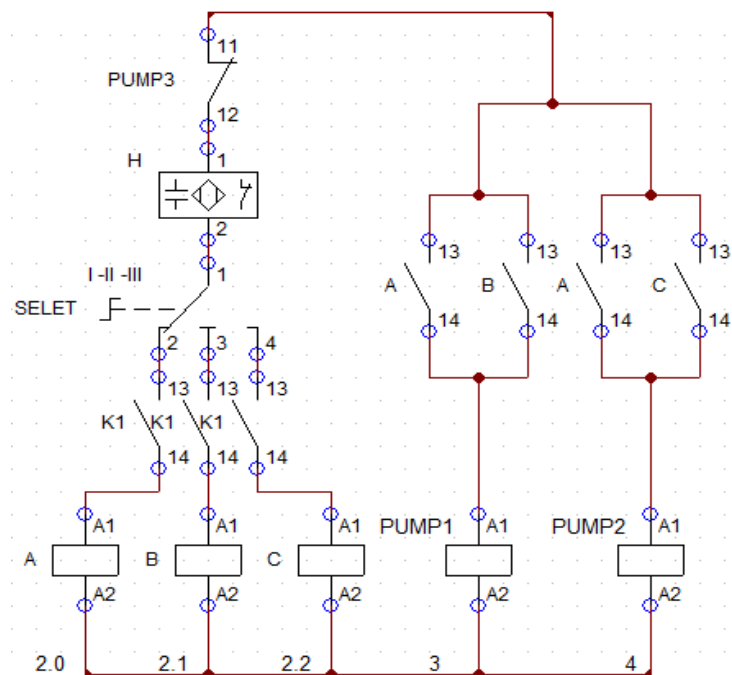 11
PUMP3
12
H 1
2
I -II -III 1
SELET
2 3 4
13 13 13
K1 K1 K1
14 14 14
13 13 13 13
A B A C
14 14 14 14
A1 A1 A1 PUMP1 A1 PUMP2 A1
A B C
A2 A2 A2 A2 A2
2.0 2.1 2.2 3 4